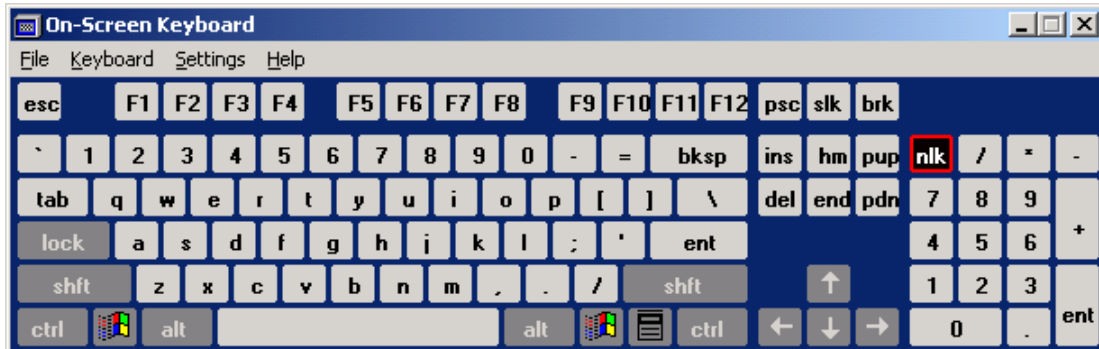 On-Screen Keyboard
File Keyboard Settings Help
esc F1 F2 F3 F4 F5 F6 F7 F8 F9 F10 F11 F12 psc slk brk
` 1 2 3 4 5 6 7 8 9 0 - = bksp ins hm pup nlk / * -
tab q w e r t y u i o p [ ] \ del end pdn 7 8 9 +
lock a s d f g h j k l ; ' ent 4 5 6
shft z x c v b n m , . / shft ↑ 1 2 3 ent
ctrl alt alt ctrl ← ↓ → 0 .